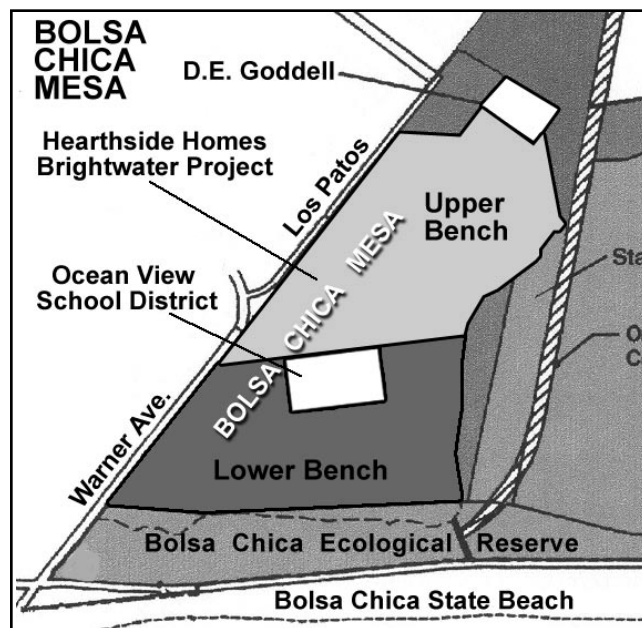 BOLSA
CHICA
MESA
D.E. Goddell
Hearthside Homes
Brightwater Project
Los Patos
Upper
Bench
BOLSA CHICA MESA
Ocean View
School District
Warner Ave.
Lower Bench
Bolsa Chica Ecological Reserve
Bolsa Chica State Beach